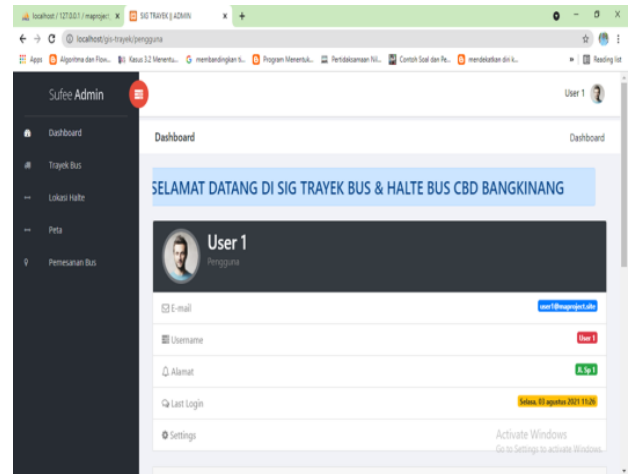 localhost / 127.0.0.1 / maproject
SIG TRAYEK || ADMIN
localhost/gis-trayek/pengguna
Apps
Algoritma dan Flow...
Kasus 3.2 Menentu...
membandingkan ti...
Program Menentuk...
Pertidaksamaan Nil...
Contoh Soal dan Pe...
mendekatkan diri k...
Reading list
Sufee Admin
User 1
Dashboard
Trayek Bus
Lokasi Halte
Peta
Pemesanan Bus
Dashboard
Dashboard
SELAMAT DATANG DI SIG TRAYEK BUS & HALTE BUS CBD BANGKINANG
User 1
Pengguna
E-mail
user1@maproject.site
Username
User 1
Alamat
Jl. Sp 1
Last Login
Selasa, 03 agustus 2021 11:26
Settings
Activate Windows
Go to Settings to activate Windows.